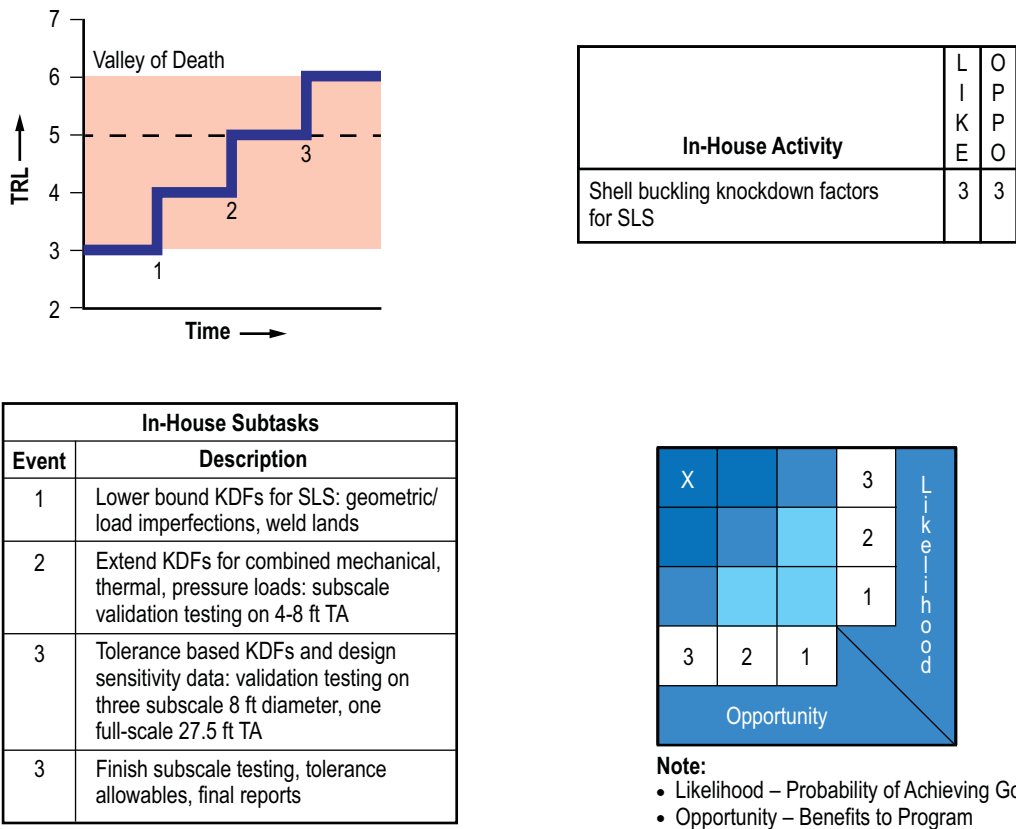 7
6
5
4
3
2
TRL
Valley of Death
1
2
3
Time
In-House Activity
LIKE
OPPO
Shell buckling knockdown factors
for SLS
3 3
In-House Subtasks
Event Description
1 Lower bound KDFs for SLS: geometric/
load imperfections, weld lands
2 Extend KDFs for combined mechanical,
thermal, pressure loads: subscale
validation testing on 4-8 ft TA
3 Tolerance based KDFs and design
sensitivity data: validation testing on
three subscale 8 ft diameter, one
full-scale 27.5 ft TA
3 Finish subscale testing, tolerance
allowables, final reports
X 3
2
1
3 2 1
Likelihood
Opportunity
Note:
• Likelihood – Probability of Achieving
• Opportunity – Benefits to Program